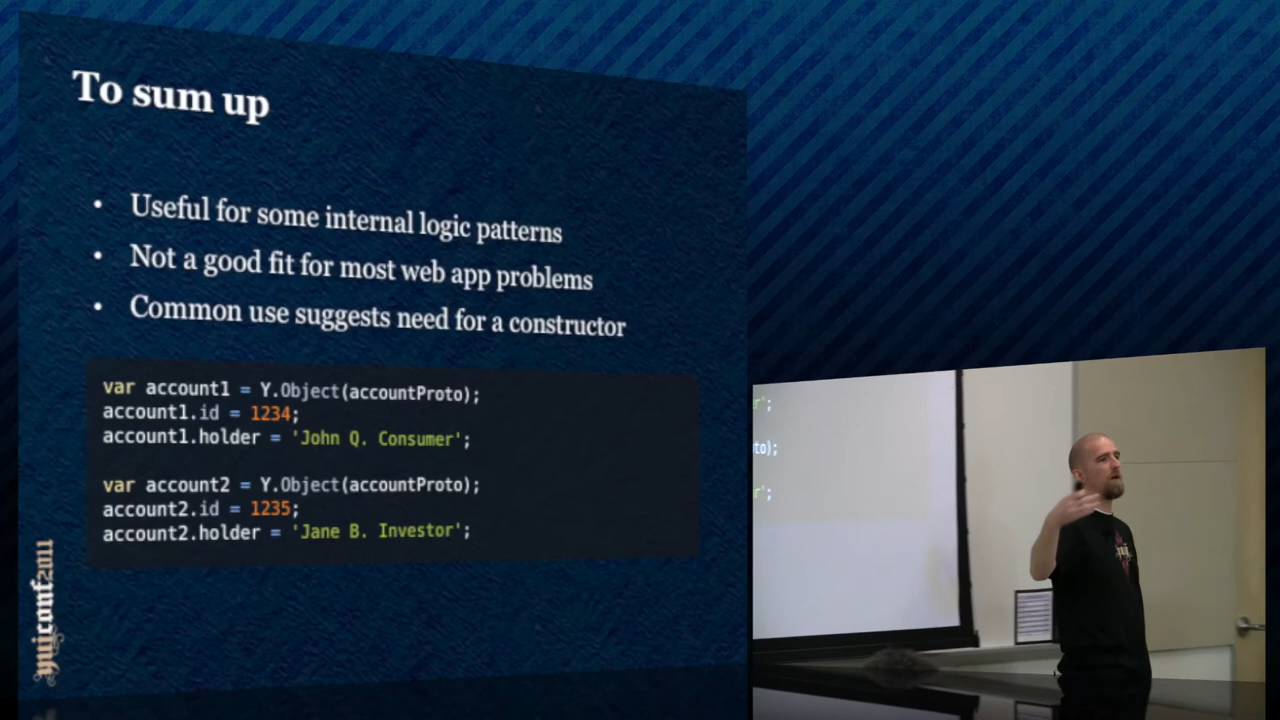 To sum up
• Useful for some internal logic patterns
• Not a good fit for most web app problems
• Common use suggests need for a constructor
var account1 = Y.Object(accountProto);
account1.id = 1234;
account1.holder = 'John Q. Consumer';
var account2 = Y.Object(accountProto);
account2.id = 1235;
account2.holder = 'Jane B. Investor';
yuiconf2011
r';
to);
r';
yui